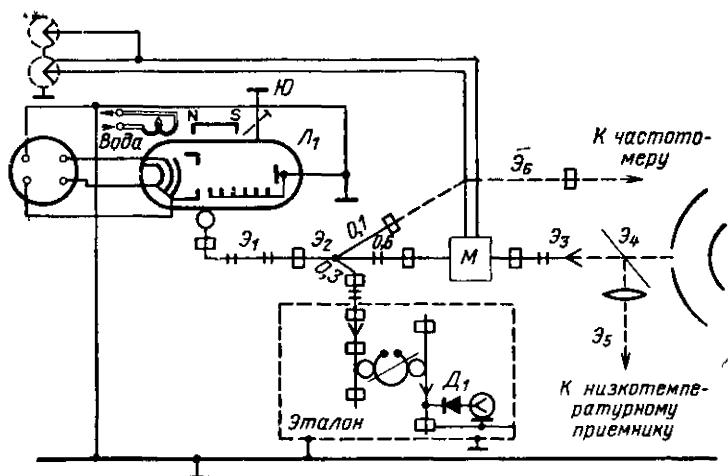 Ю
N S
Л1
Вода
К частото-
меру
Э6
0,1
Э1
Э2
0,6
0,3
М
Э3
Э4
Э5
Д1
Эталон
К низкотемпе-
ратурному
приемнику